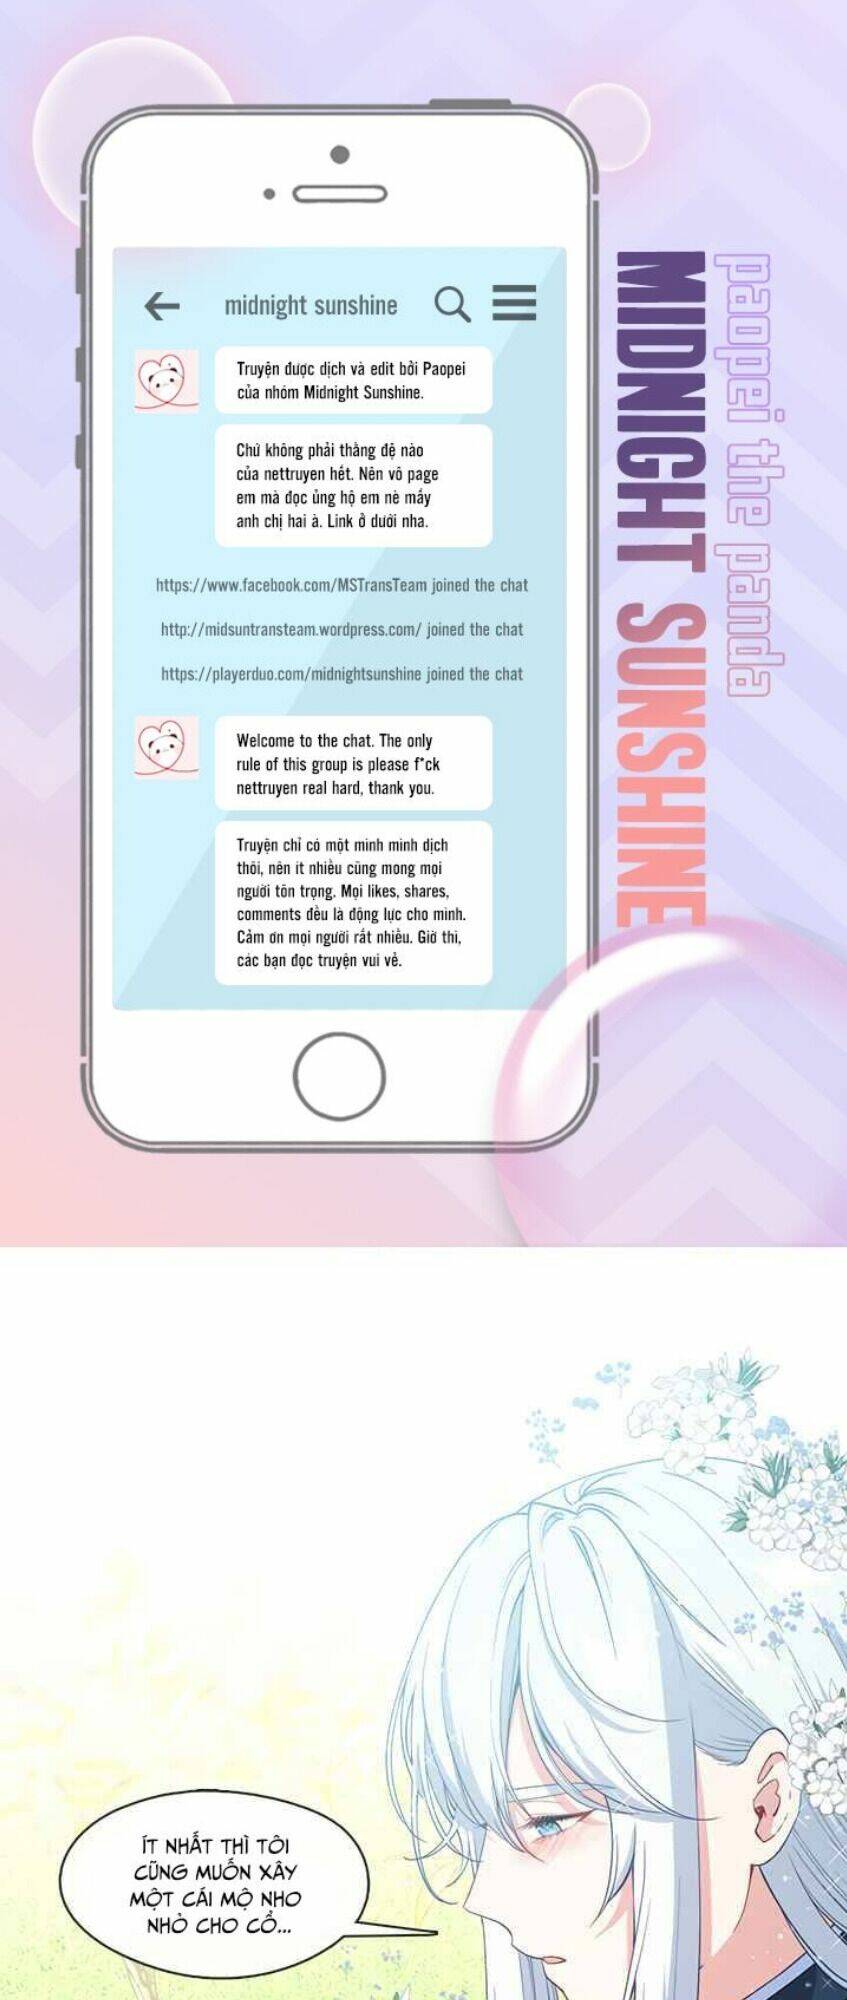 midnight sunshine
Truyện được dịch và edit bởi Paopei
của nhóm Midnight Sunshine.
Chứ không phải thằng đệ nào
của nettruyen hết. Nên vô page
em mà đọc ủng hộ em nè mấy
anh chị hai à. Link ở dưới nha.
https://www.facebook.com/MSTransTeam joined the chat
http://midsuntransteam.wordpress.com/ joined the chat
https://playerduo.com/midnightsunshine joined the chat
Welcome to the chat. The only
rule of this group is please f*ck
nettruyen real hard, thank you.
Truyện chỉ có một mình mình dịch
thôi, nên ít nhiều cũng mong mọi
người tôn trọng. Mọi likes, shares,
comments đều là động lực cho mình.
Cảm ơn mọi người rất nhiều. Giờ thì,
các bạn đọc truyện vui vẻ.
paopei the panda
MIDNIGHT SUNSHINE
ÍT NHẤT THÌ TÔI
CŨNG MUỐN XÂY
MỘT CÁI MỘ NHO
NHỎ CHO CỔ...